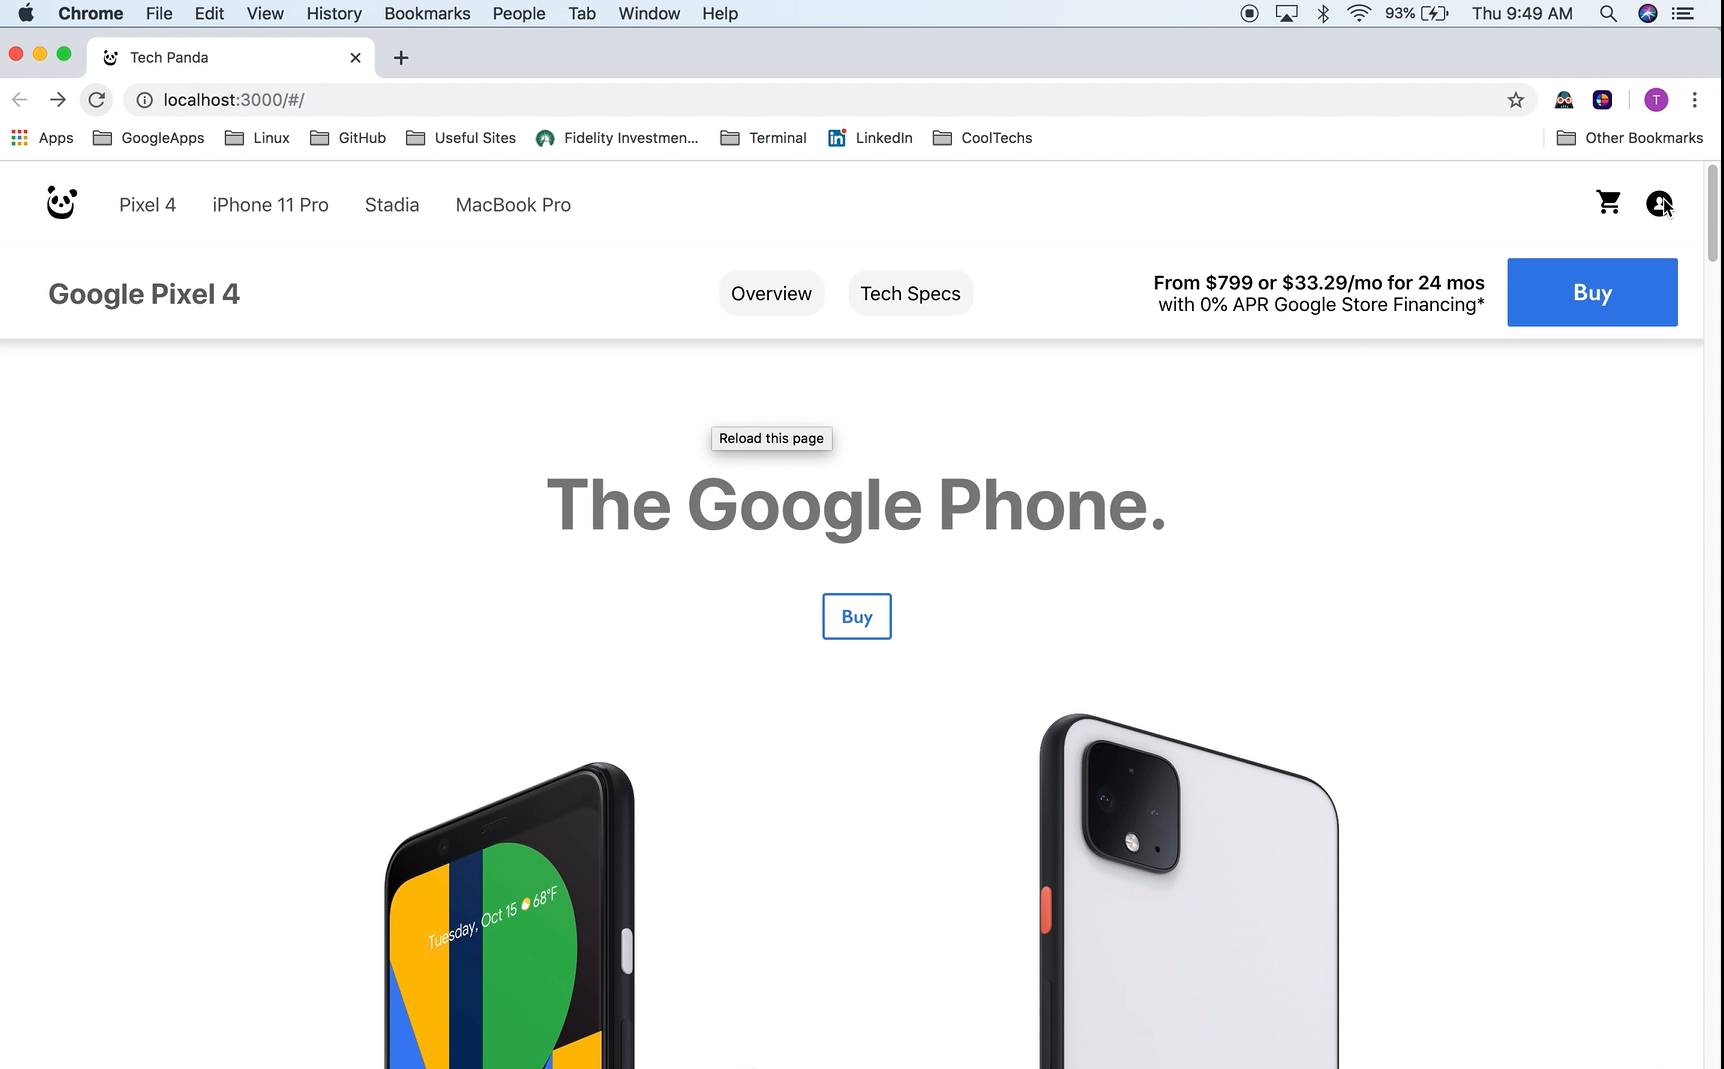 Chrome File Edit View History Bookmarks People Tab Window Help 93% Thu 9:49 AM
Tech Panda
localhost:3000/#/
T
Apps GoogleApps Linux GitHub Useful Sites Fidelity Investmen... Terminal LinkedIn CoolTechs Other Bookmarks
Pixel 4 iPhone 11 Pro Stadia MacBook Pro
Google Pixel 4 Overview Tech Specs From $799 or $33.29/mo for 24 mos
with 0% APR Google Store Financing* Buy
Reload this page
The Google Phone.
Buy
Tuesday, Oct 15 68°F